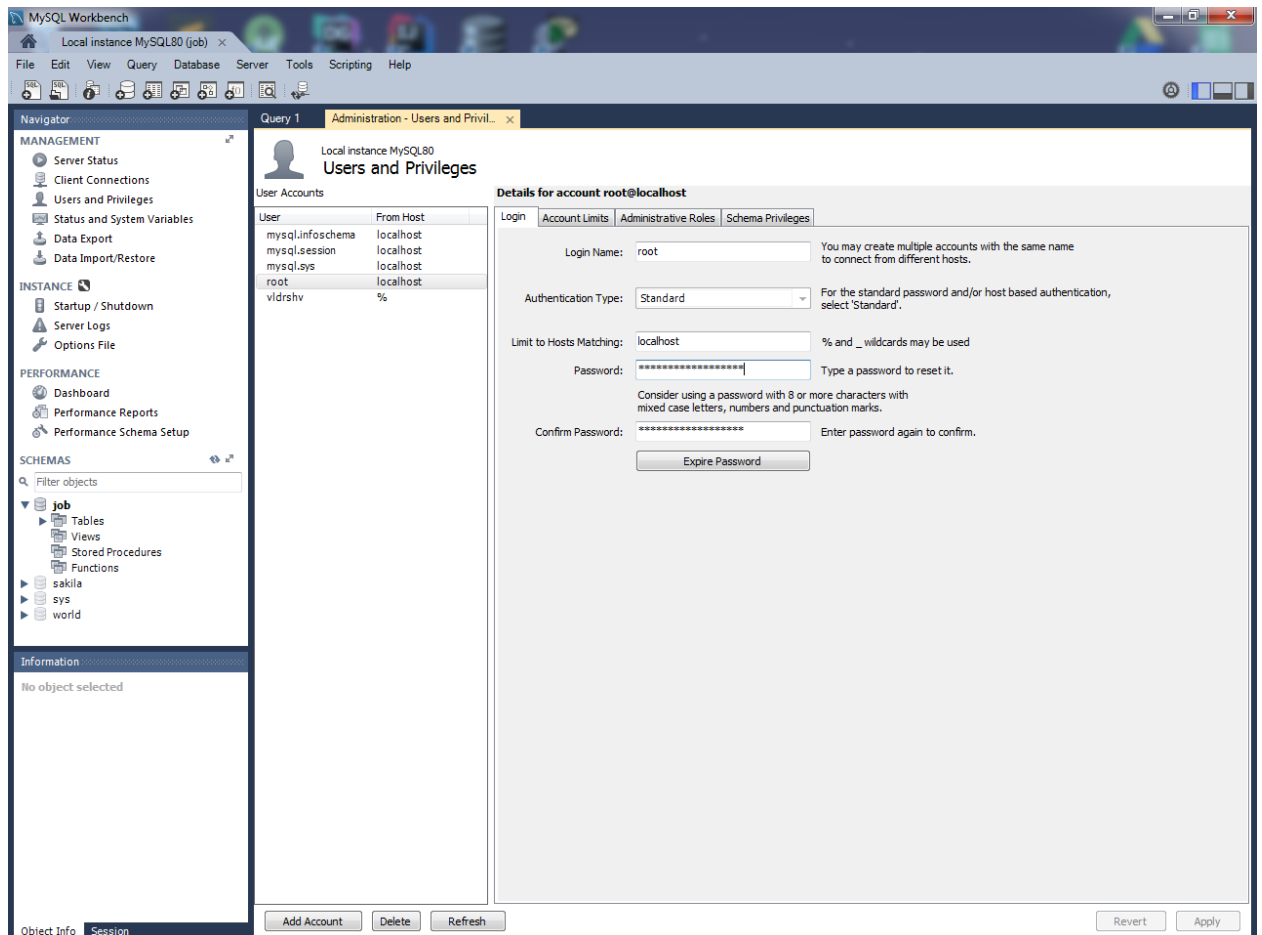 MySQL Workbench
Local instance MySQL80 (job)
File Edit View Query Database Server Tools Scripting Help
Navigator
MANAGEMENT
Server Status
Client Connections
Users and Privileges
Status and System Variables
Data Export
Data Import/Restore
INSTANCE
Startup / Shutdown
Server Logs
Options File
PERFORMANCE
Dashboard
Performance Reports
Performance Schema Setup
SCHEMAS
Filter objects
job
Tables
Views
Stored Procedures
Functions
sakila
sys
world
Information
No object selected
Object Info Session
Query 1 Administration - Users and Privil...
Local instance MySQL80
Users and Privileges
User Accounts
User From Host
mysql.infoschema localhost
mysql.session localhost
mysql.sys localhost
root localhost
vldrshv %
Add Account Delete Refresh
Details for account root@localhost
Login Account Limits Administrative Roles Schema Privileges
Login Name: root You may create multiple accounts with the same name
to connect from different hosts.
Authentication Type: Standard For the standard password and/or host based authentication,
select 'Standard'.
Limit to Hosts Matching: localhost % and _ wildcards may be used
Password: ****************** Type a password to reset it.
Consider using a password with 8 or more characters with
mixed case letters, numbers and punctuation marks.
Confirm Password: ****************** Enter password again to confirm.
Expire Password
Revert Apply